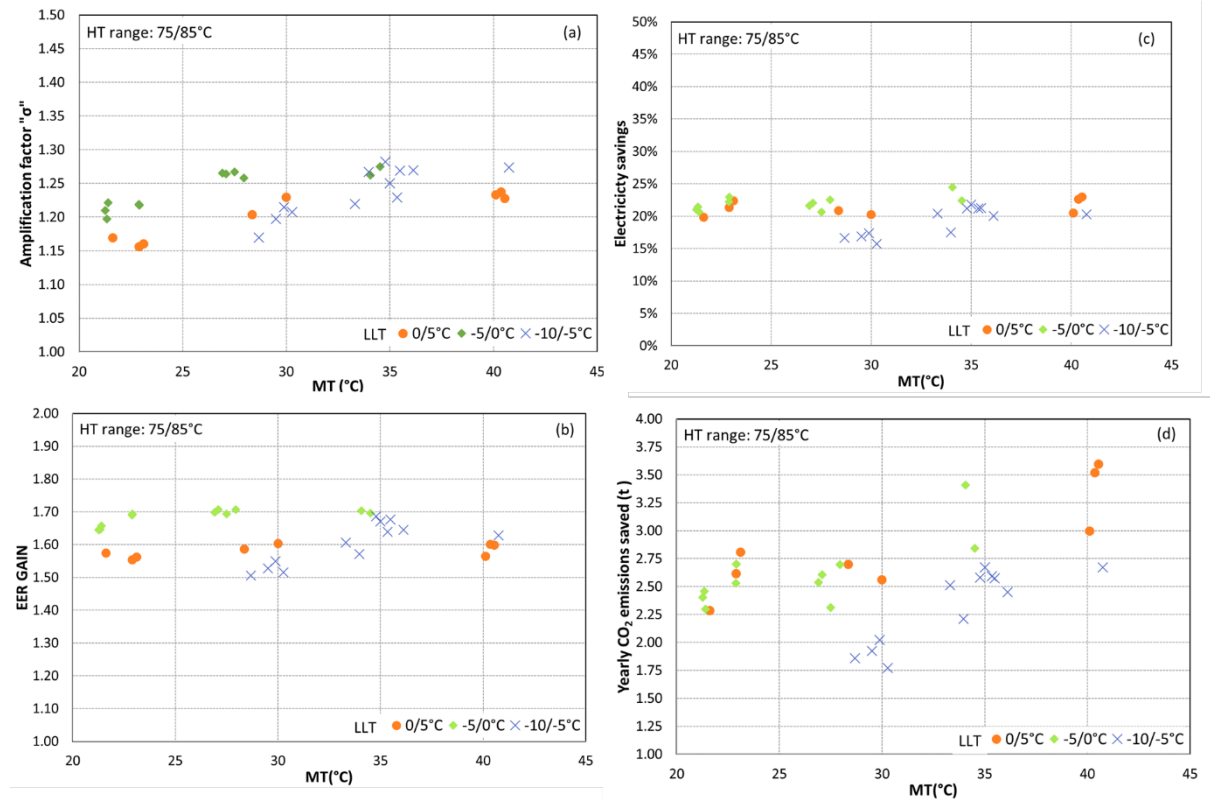 1.50
1.45
1.40
1.35
1.30
1.25
1.20
1.15
1.10
1.05
1.00
Amplification factor "σ"
HT range: 75/85°C
(a)
LLT 0/5°C -5/0°C -10/-5°C
20 25 30 35 40 45
MT (°C)
50%
45%
40%
35%
30%
25%
20%
15%
10%
5%
0%
Electricicty savings
HT range: 75/85°C
(c)
LLT 0/5°C -5/0°C -10/-5°C
20 25 30 35 40 45
MT(°C)
2.00
1.90
1.80
1.70
1.60
1.50
1.40
1.30
1.20
1.10
1.00
EER GAIN
HT range: 75/85°C
(b)
LLT 0/5°C -5/0°C -10/-5°C
20 25 30 35 40 45
MT(°C)
4.00
3.75
3.50
3.25
3.00
2.75
2.50
2.25
2.00
1.75
1.50
1.25
1.00
Yearly CO₂ emissions saved (t )
HT range: 75/85°C
(d)
LLT 0/5°C -5/0°C -10/-5°C
20 25 30 35 40 45
MT(°C)